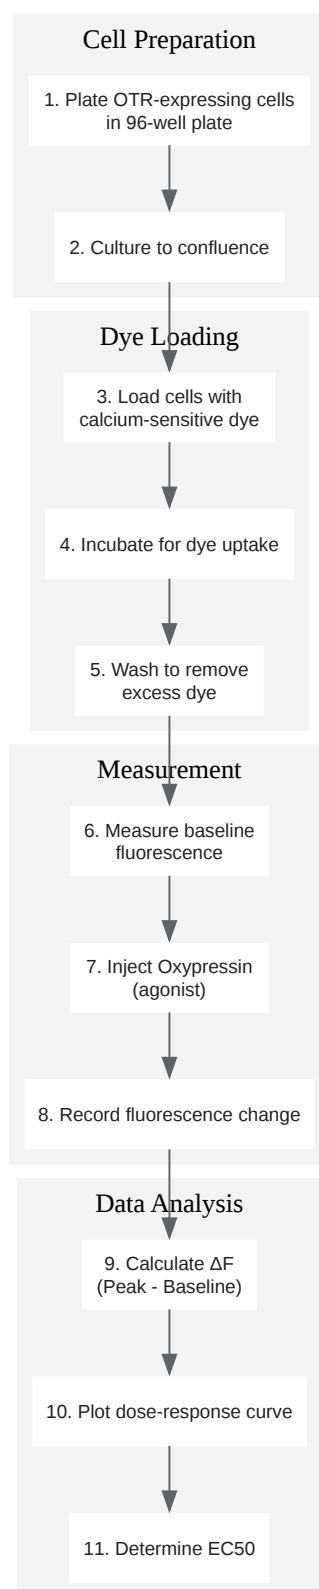 Cell Preparation
1. Plate OTR-expressing cells
in 96-well plate
2. Culture to confluence
Dye Loading
3. Load cells with
calcium-sensitive dye
4. Incubate for dye uptake
5. Wash to remove
excess dye
Measurement
6. Measure baseline
fluorescence
7. Inject Oxypressin
(agonist)
8. Record fluorescence change
Data Analysis
9. Calculate ΔF
(Peak - Baseline)
10. Plot dose-response curve
11. Determine EC50